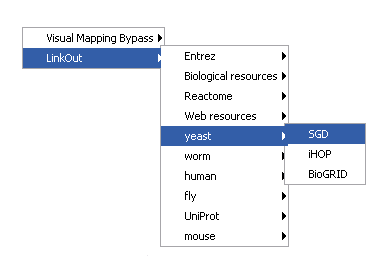 Visual Mapping Bypass
LinkOut
Entrez
Biological resources
Reactome
Web resources
yeast
worm
human
fly
UniProt
mouse
SGD
iHOP
BioGRID